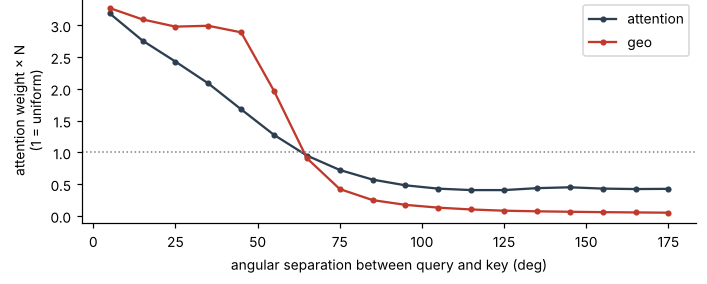 attention
geo
3.0
2.5
2.0
1.5
1.0
0.5
0.0
attention weight × N
(1 = uniform)
0 25 50 75 100 125 150 175
angular separation between query and key (deg)